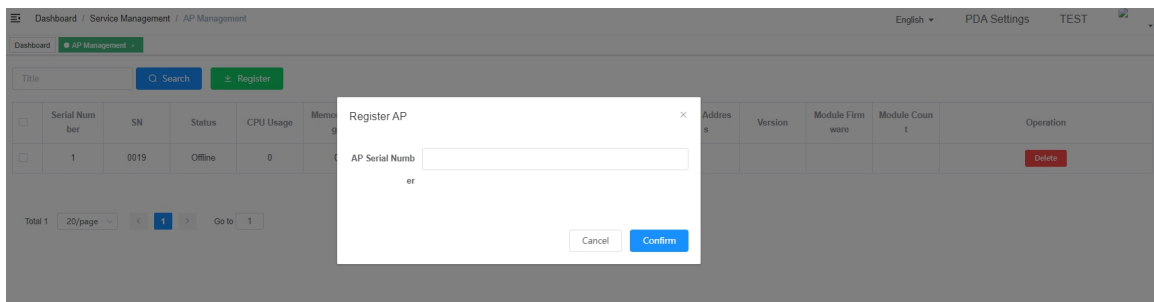 Dashboard / Service Management / AP Management
English
PDA Settings
TEST
Dashboard
AP Management ×
Title
Search
Register
Serial Num
ber
SN
Status
CPU Usage
Memo
g
Addres
s
Version
Module Firm
ware
Module Coun
t
Operation
1
0019
Offline
0
Delete
Register AP
×
AP Serial Numb
er
Cancel
Confirm
Total 1
20/page
<
1
>
Go to
1